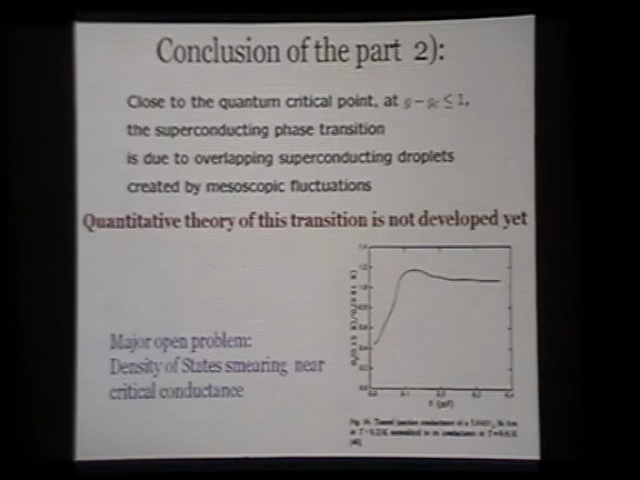 Conclusion of the part 2):
Close to the quantum critical point, at g – gc ≤ 1,
the superconducting phase transition
is due to overlapping superconducting droplets
created by mesoscopic fluctuations
Quantitative theory of this transition is not developed yet
Major open problem:
Density of States smearing near
critical conductance